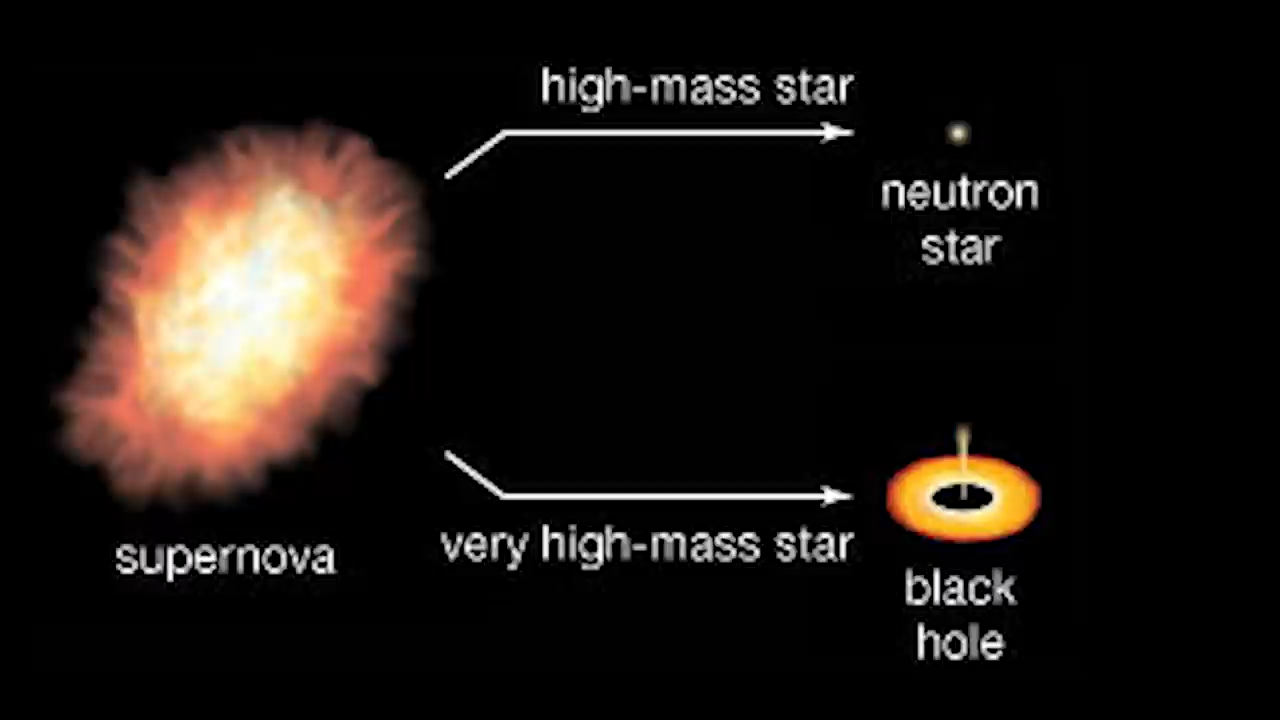 high-mass star
neutron
star
supernova
very high-mass star
black
hole